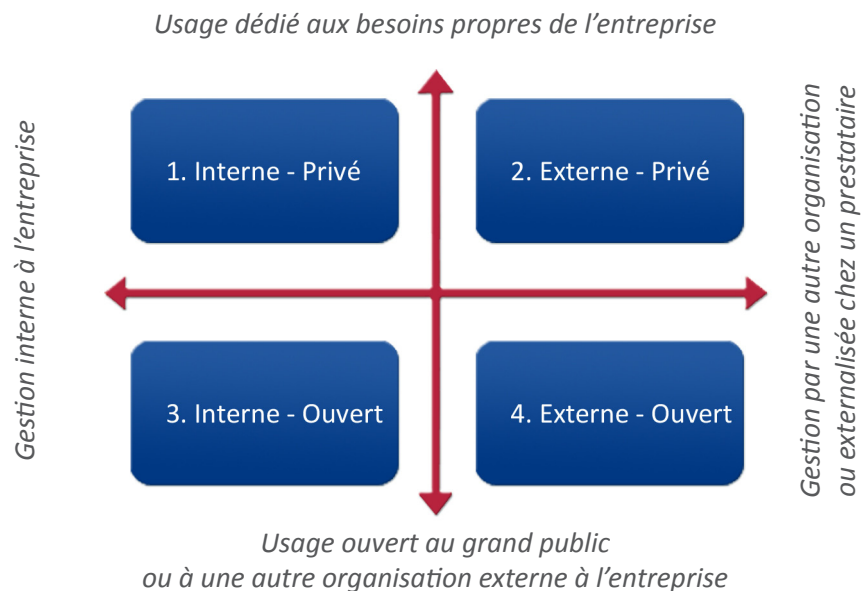 Usage dédié aux besoins propres de l’entreprise
Gestion interne à l’entreprise
1. Interne - Privé
2. Externe - Privé
Gestion par une autre organisation
ou externalisée chez un prestataire
3. Interne - Ouvert
4. Externe - Ouvert
Usage ouvert au grand public
ou à une autre organisation externe à l’entreprise